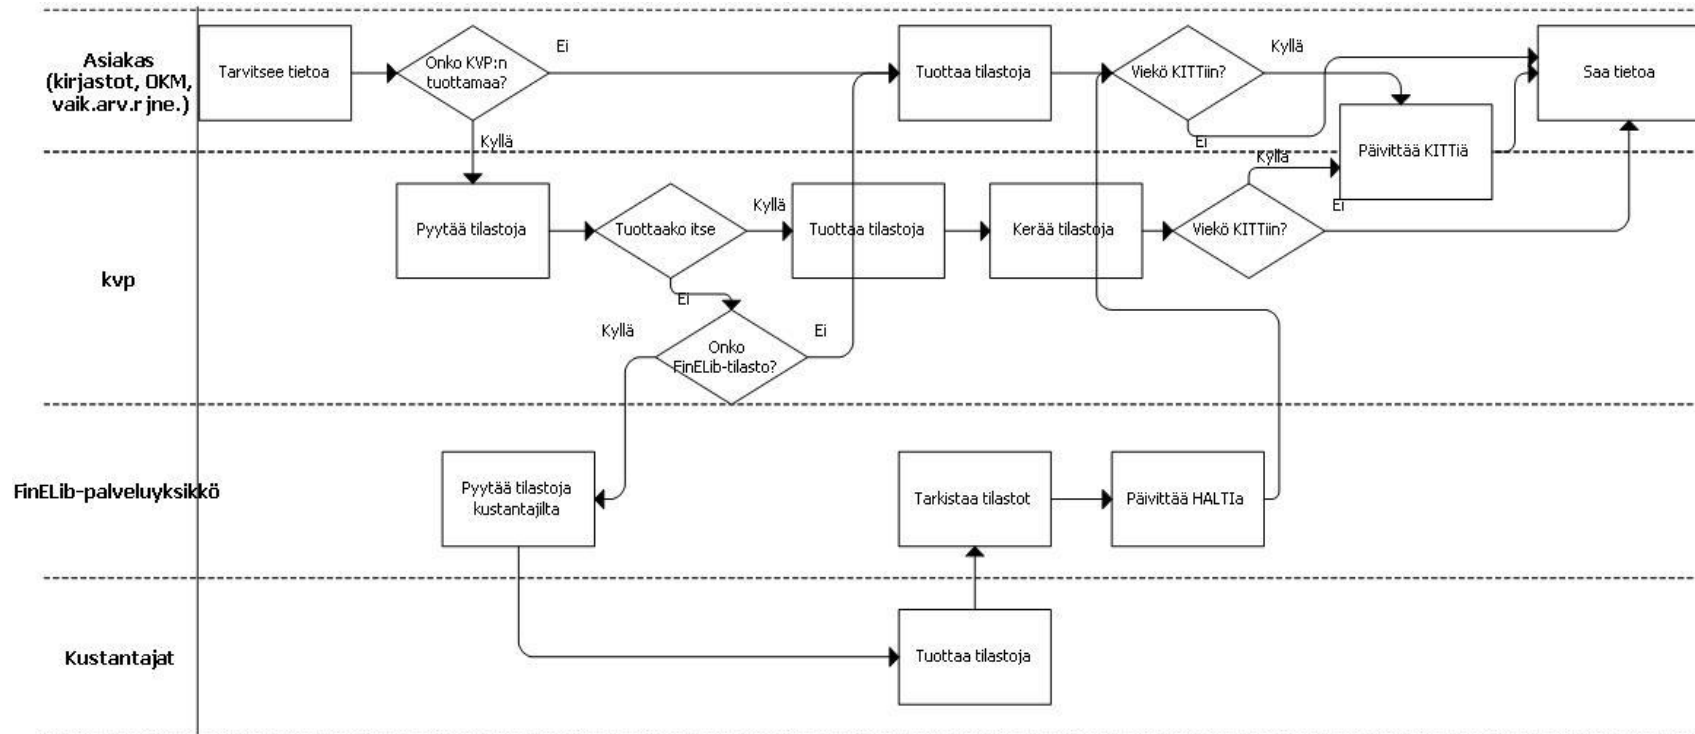 Asiakas
(kirjastot, OKM,
vaik.arv.r jne.)
Tarvitsee tietoa
Onko KVP:n
tuottamaa?
Ei
Kyllä
Tuottaa tilastoja
Viekö KITTiin?
Kyllä
Ei
Päivittää KITTiä
Saa tietoa
kvp
Pyytää tilastoja
Tuottaako itse
Kyllä
Ei
Tuottaa tilastoja
Kerää tilastoja
Viekö KITTiin?
Kyllä
Ei
Onko
FinELib-tilasto?
Kyllä
Ei
FinELib-palveluyksikkö
Pyytää tilastoja
kustantajilta
Tarkistaa tilastot
Päivittää HALTIa
Kustantajat
Tuottaa tilastoja